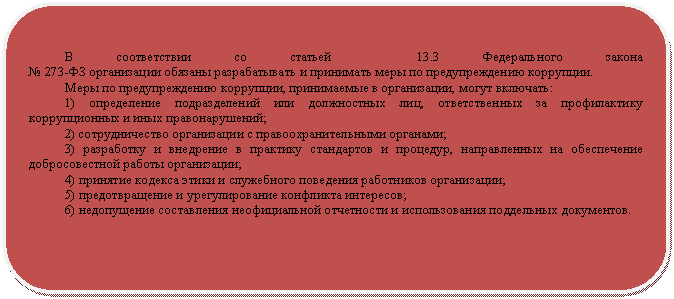 В соответствии со статьей 13.3 Федерального закона
№ 273-ФЗ организации обязаны разрабатывать и принимать меры по предупреждению коррупции.
Меры по предупреждению коррупции, принимаемые в организации, могут включать:
1) определение подразделений или должностных лиц, ответственных за профилактику
коррупционных и иных правонарушений;
2) сотрудничество организации с правоохранительными органами;
3) разработку и внедрение в практику стандартов и процедур, направленных на обеспечение
добросовестной работы организации;
4) принятие кодекса этики и служебного поведения работников организации;
5) предотвращение и урегулирование конфликта интересов;
6) недопущение составления неофициальной отчетности и использования поддельных документов.